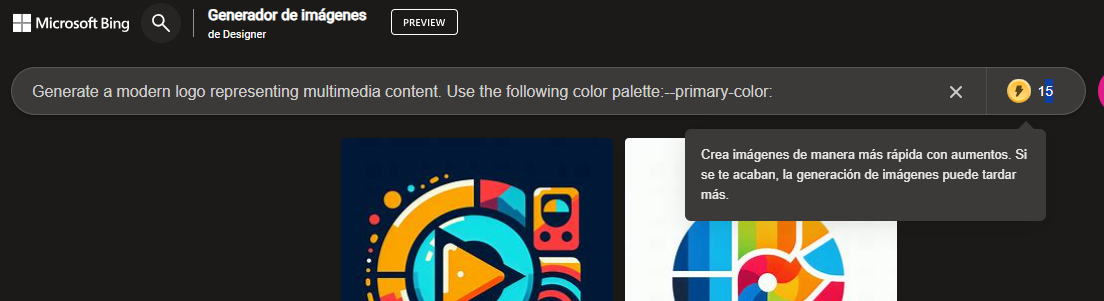 Microsoft Bing
Generador de imágenes
de Designer
PREVIEW
Generate a modern logo representing multimedia content. Use the following color palette:--primary-color:
15
Crea imágenes de manera más rápida con aumentos. Si
se te acaban, la generación de imágenes puede tardar
más.